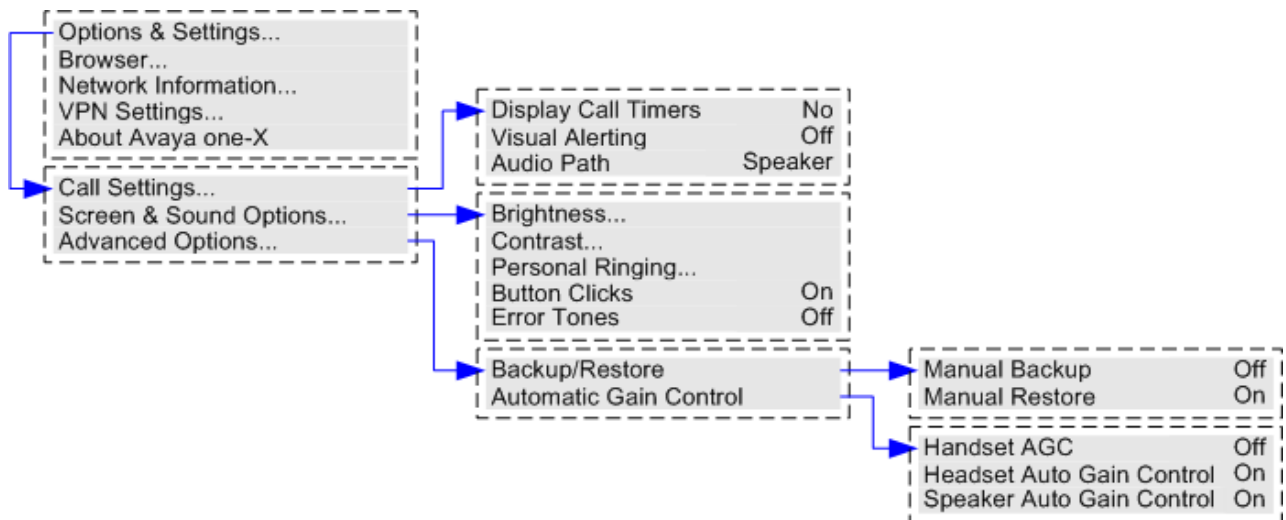 Options & Settings...
Browser...
Network Information...
VPN Settings...
About Avaya one-X
Call Settings...
Screen & Sound Options...
Advanced Options...
Display Call Timers No
Visual Alerting Off
Audio Path Speaker
Brightness...
Contrast...
Personal Ringing...
Button Clicks On
Error Tones Off
Backup/Restore
Automatic Gain Control
Manual Backup Off
Manual Restore On
Handset AGC Off
Headset Auto Gain Control On
Speaker Auto Gain Control On